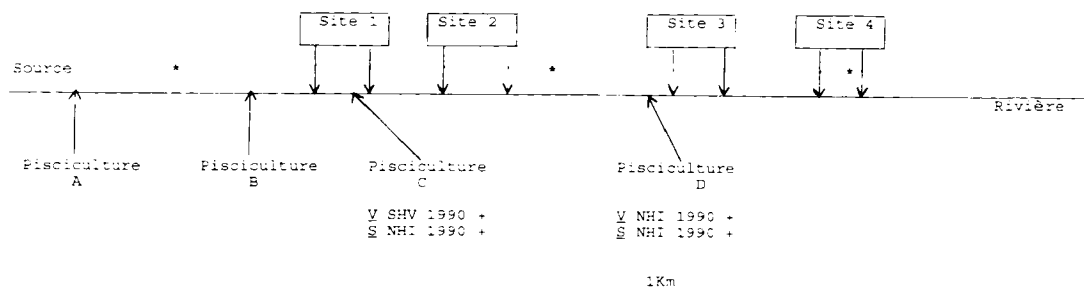 Site 1 Site 2 Site 3 Site 4
Source * * *
Rivière
Pisciculture A
Pisciculture B
Pisciculture C
Pisciculture D
V SHV 1990 +
S NHI 1990 +
V NHI 1990 +
S NHI 1990 +
1Km